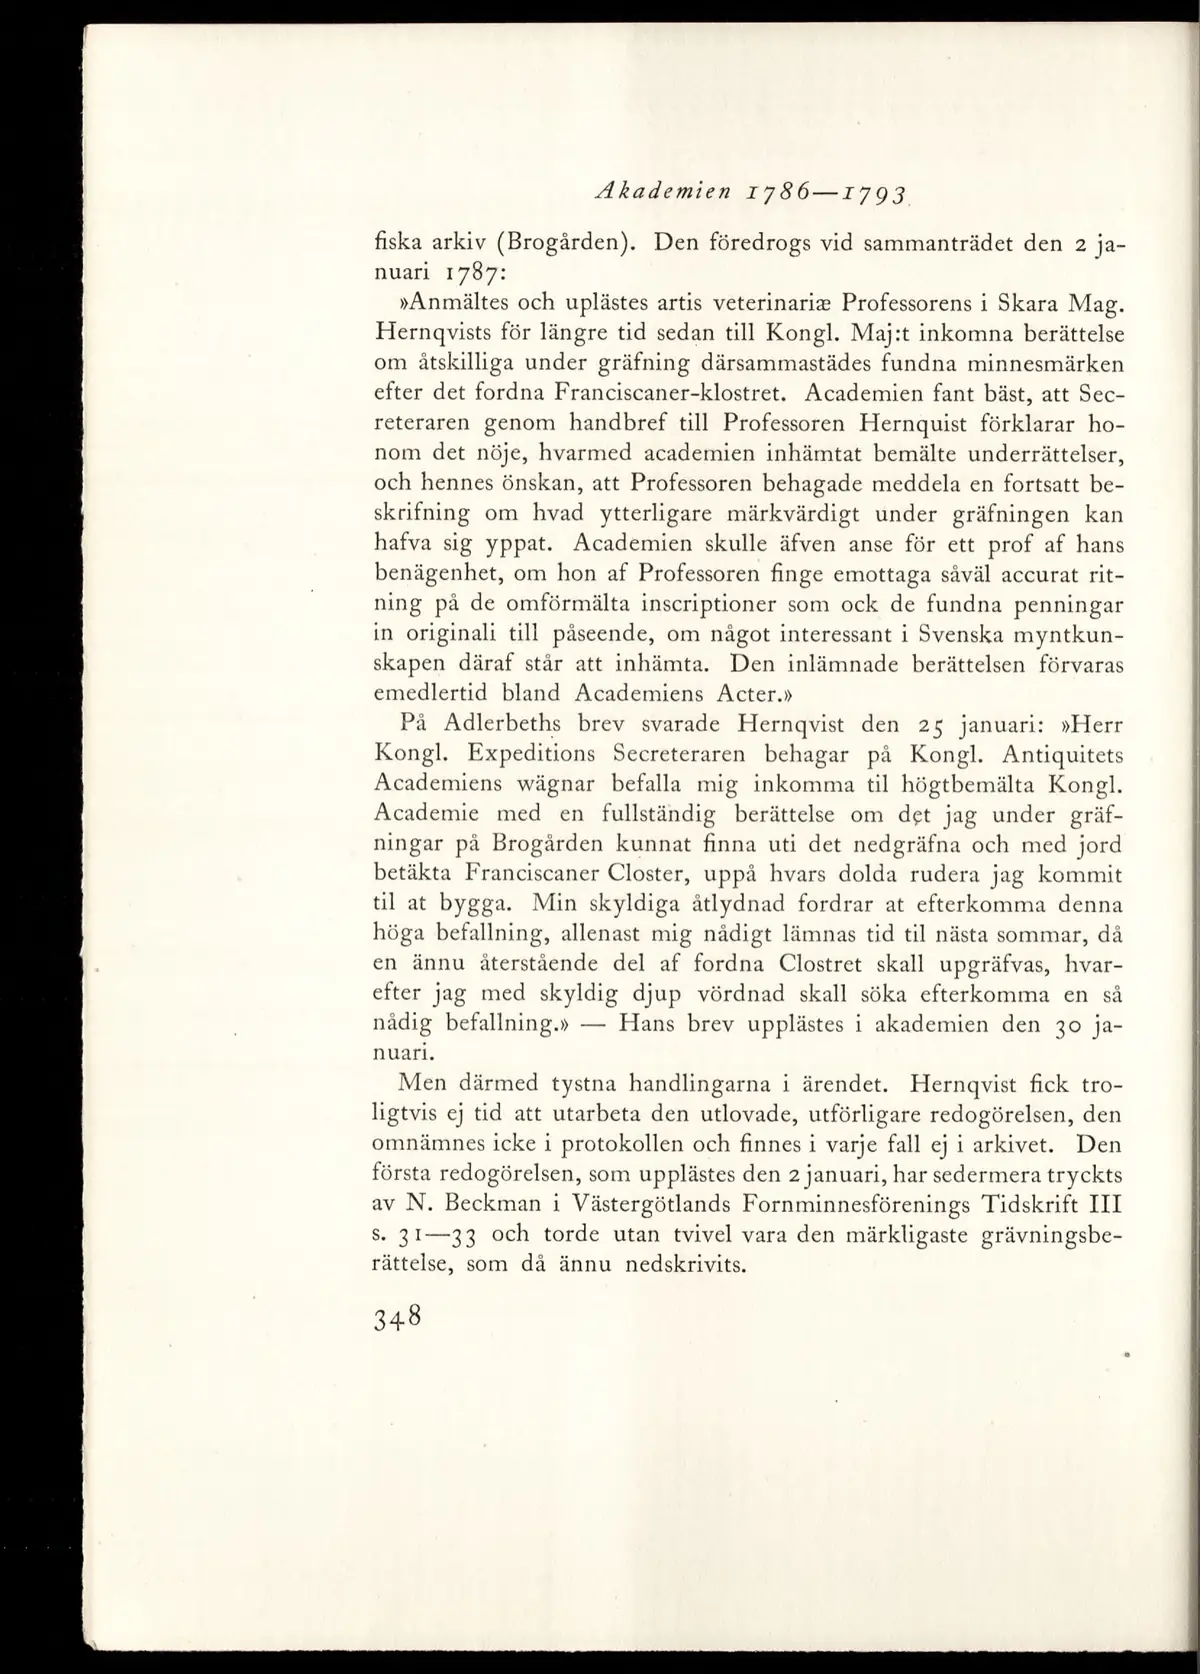 Akademien 1786—1793
fiska arkiv (Brogården). Den föredrogs vid sammanträdet den 2 ja-
nuari 1787:
»Anmältes och uplästes artis veterinariæ Professorens i Skara Mag.
Hernqvists för längre tid sedan till Kongl. Maj:t inkomna berättelse
om åtskilliga under gräfning därsammastädes fundna minnesmärken
efter det fordna Franciscaner-klostret. Academien fant bäst, att Sec-
reteraren genom handbref till Professoren Hernquist förklarar ho-
nom det nöje, hvarmed academien inhämtat bemälte underrättelser,
och hennes önskan, att Professoren behagade meddela en fortsatt be-
skrifning om hvad ytterligare märkvärdigt under gräfningen kan
hafva sig yppat. Academien skulle äfven anse för ett prof af hans
benägenhet, om hon af Professoren finge emottaga såväl accurat rit-
ning på de omförmälta inscriptioner som ock de fundna penningar
in originali till påseende, om något interessant i Svenska myntkun-
skapen däraf står att inhämta. Den inlämnade berättelsen förvaras
emedlertid bland Academiens Acter.»
På Adlerbeths brev svarade Hernqvist den 25 januari: »Herr
Kongl. Expeditions Secreteraren behagar på Kongl. Antiquitets
Academiens wägnar befalla mig inkomma til högtbemälta Kongl.
Academie med en fullständig berättelse om det jag under gräf-
ningar på Brogården kunnat finna uti det nedgräfna och med jord
betäkta Franciscaner Closter, uppå hvars dolda rudera jag kommit
til at bygga. Min skyldiga åtlydnad fordrar at efterkomma denna
höga befallning, allenast mig nådigt lämnas tid til nästa sommar, då
en ännu återstående del af fordna Clostret skall upgräfvas, hvar-
efter jag med skyldig djup vördnad skall söka efterkomma en så
nådig befallning.» — Hans brev upplästes i akademien den 30 ja-
nuari.
Men därmed tystna handlingarna i ärendet. Hernqvist fick tro-
ligtvis ej tid att utarbeta den utlovade, utförligare redogörelsen, den
omnämnes icke i protokollen och finnes i varje fall ej i arkivet. Den
första redogörelsen, som upplästes den 2 januari, har sedermera tryckts
av N. Beckman i Västergötlands Fornminnesförenings Tidskrift III
s. 31—33 och torde utan tvivel vara den märkligaste grävningsbe-
rättelse, som då ännu nedskrivits.
348